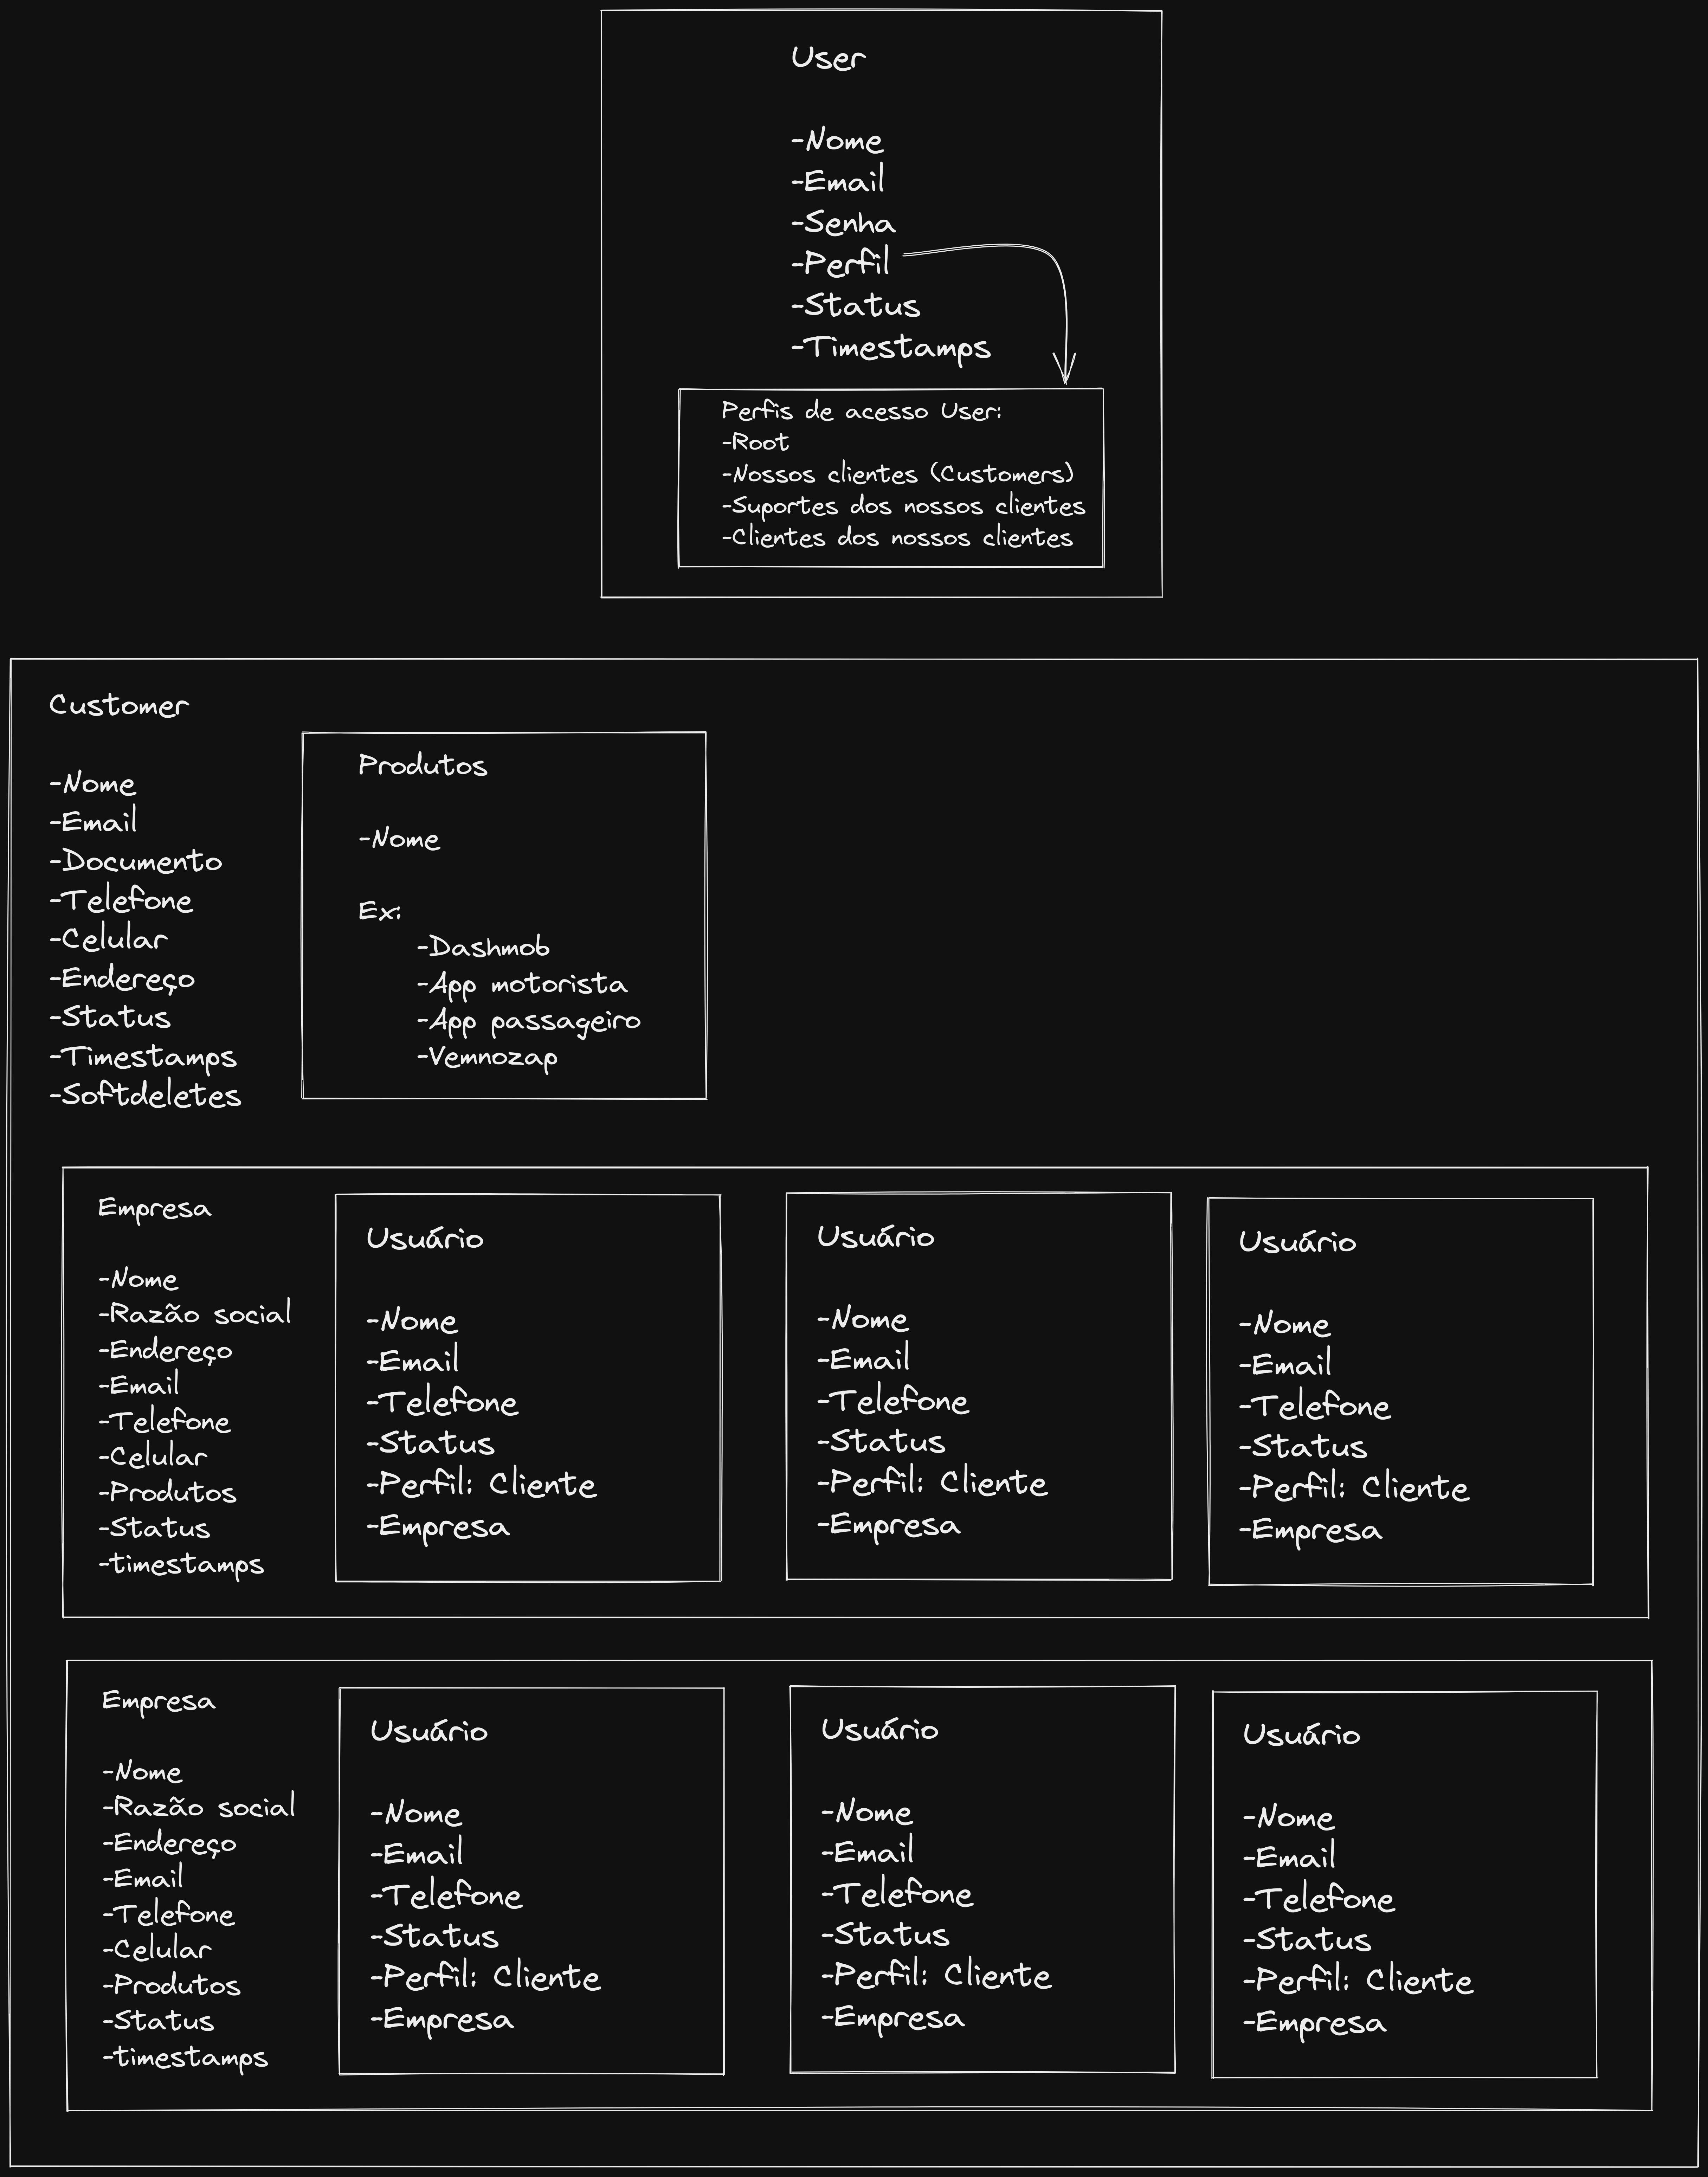 User
-Nome
-Email
-Senha
-Perfil
-Status
-Timestamps
Perfis de acesso User:
-Root
-Nossos clientes (Customers)
-Suportes dos nossos clientes
-Clientes dos nossos clientes
Customer
-Nome
-Email
-Documento
-Telefone
-Celular
-Endereço
-Status
-Timestamps
-Softdeletes
Produtos
-Nome
Ex:
-Dashmob
-App motorista
-App passageiro
-Vemnozap
Empresa
-Nome
-Razão social
-Endereço
-Email
-Telefone
-Celular
-Produtos
-Status
-timestamps
Usuário
-Nome
-Email
-Telefone
-Status
-Perfil: Cliente
-Empresa
Usuário
-Nome
-Email
-Telefone
-Status
-Perfil: Cliente
-Empresa
Usuário
-Nome
-Email
-Telefone
-Status
-Perfil: Cliente
-Empresa
Empresa
-Nome
-Razão social
-Endereço
-Email
-Telefone
-Celular
-Produtos
-Status
-timestamps
Usuário
-Nome
-Email
-Telefone
-Status
-Perfil: Cliente
-Empresa
Usuário
-Nome
-Email
-Telefone
-Status
-Perfil: Cliente
-Empresa
Usuário
-Nome
-Email
-Telefone
-Status
-Perfil: Cliente
-Empresa